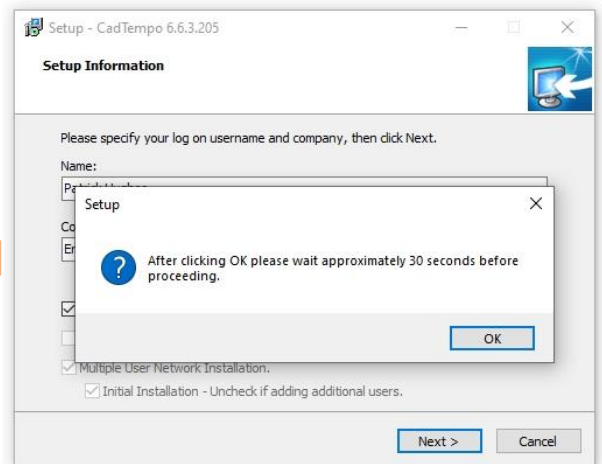 Setup - CadTempo 6.6.3.205
Setup Information
Please specify your log on username and company, then click Next.
Name:
Setup
After clicking OK please wait approximately 30 seconds before
proceeding.
OK
Multiple User Network Installation.
Initial Installation - Uncheck if adding additional users.
Next >
Cancel